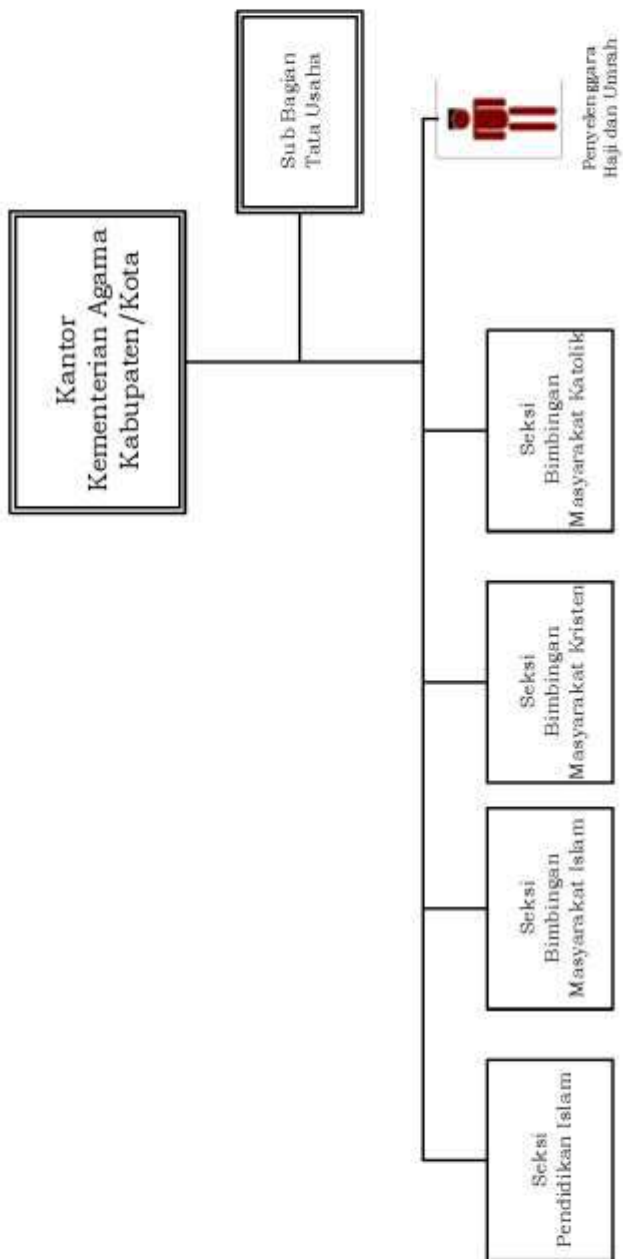 Kantor
Kementerian Agama
Kabupaten/Kota
Sub Bagian
Tata Usaha
Seksi
Pendidikan Islam
Seksi
Bimbingan
Masyarakat Islam
Seksi
Bimbingan
Masyarakat Kristen
Seksi
Bimbingan
Masyarakat Katolik
Penyelenggara
Haji dan Umrah